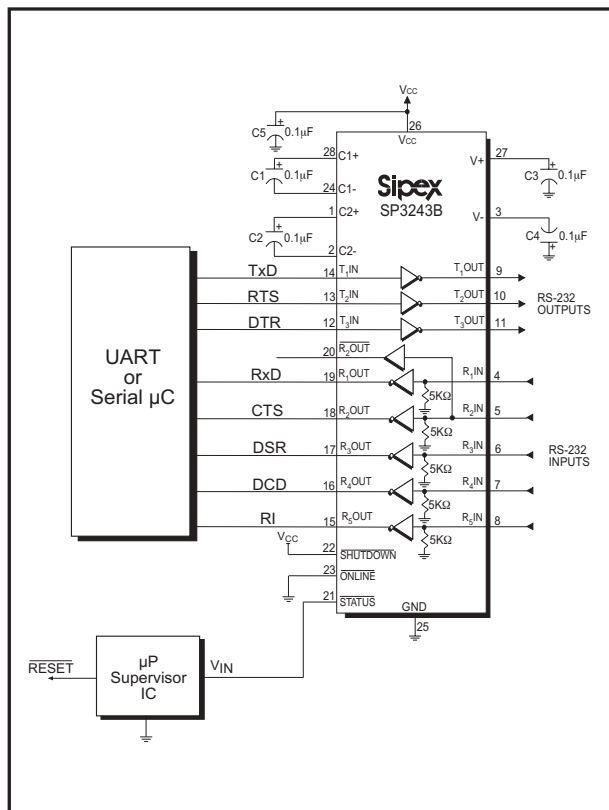 VCC
C5
+
0.1µF
26
VCC
28
C1+
C1
+
0.1µF
24
C1-
1
C2+
C2
+
0.1µF
2
C2-
Sipex
SP3243B
27
V+
C3
+
0.1µF
3
V-
C4
0.1µF
+
UART
or
Serial µC
TxD
14
T1IN
T1OUT
9
RTS
13
T2IN
T2OUT
10
DTR
12
T3IN
T3OUT
11
RS-232
OUTPUTS
20
R2OUT
RxD
19
R1OUT
R1IN
4
5KΩ
CTS
18
R2OUT
R2IN
5
5KΩ
DSR
17
R3OUT
R3IN
6
5KΩ
RS-232
INPUTS
DCD
16
R4OUT
R4IN
7
5KΩ
RI
15
R5OUT
R5IN
8
5KΩ
VCC
22
SHUTDOWN
23
ONLINE
21
STATUS
GND
25
RESET
µP
Supervisor
IC
VIN